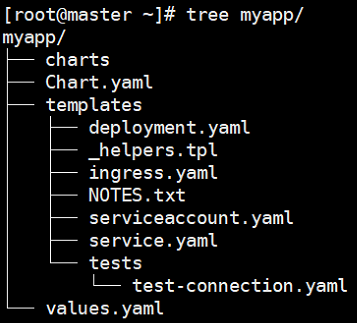 [root@master ~]# tree myapp/
myapp/
├── charts
├── Chart.yaml
├── templates
│   ├── deployment.yaml
│   ├── _helpers.tpl
│   ├── ingress.yaml
│   ├── NOTES.txt
│   ├── serviceaccount.yaml
│   ├── service.yaml
│   └── tests
│       └── test-connection.yaml
└── values.yaml